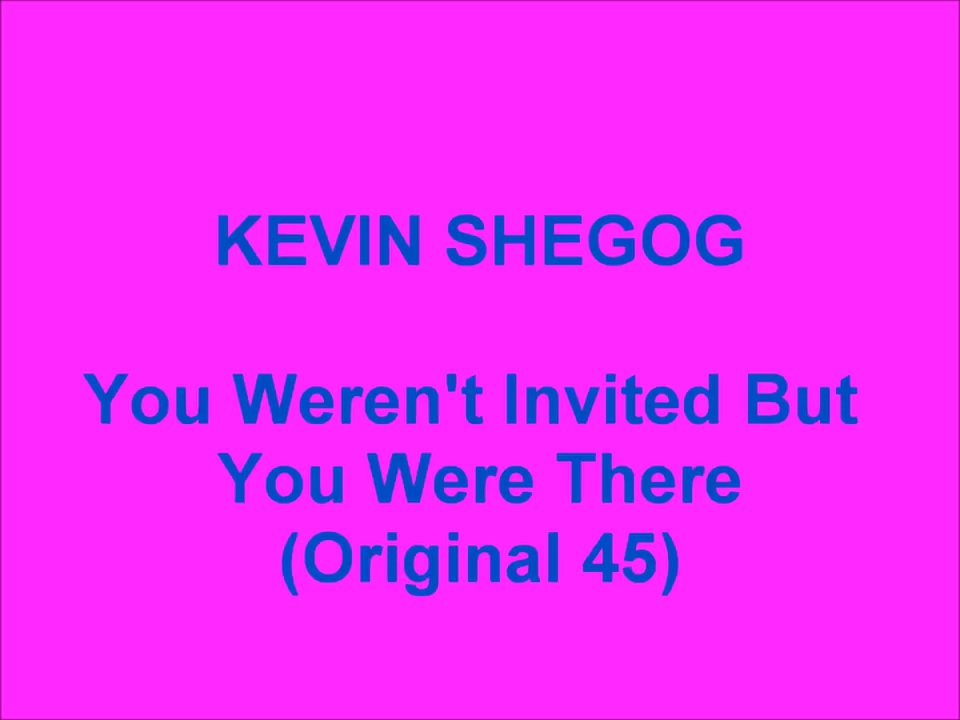 KEVIN SHEGOG
You Weren't Invited But
You Were There
(Original 45)